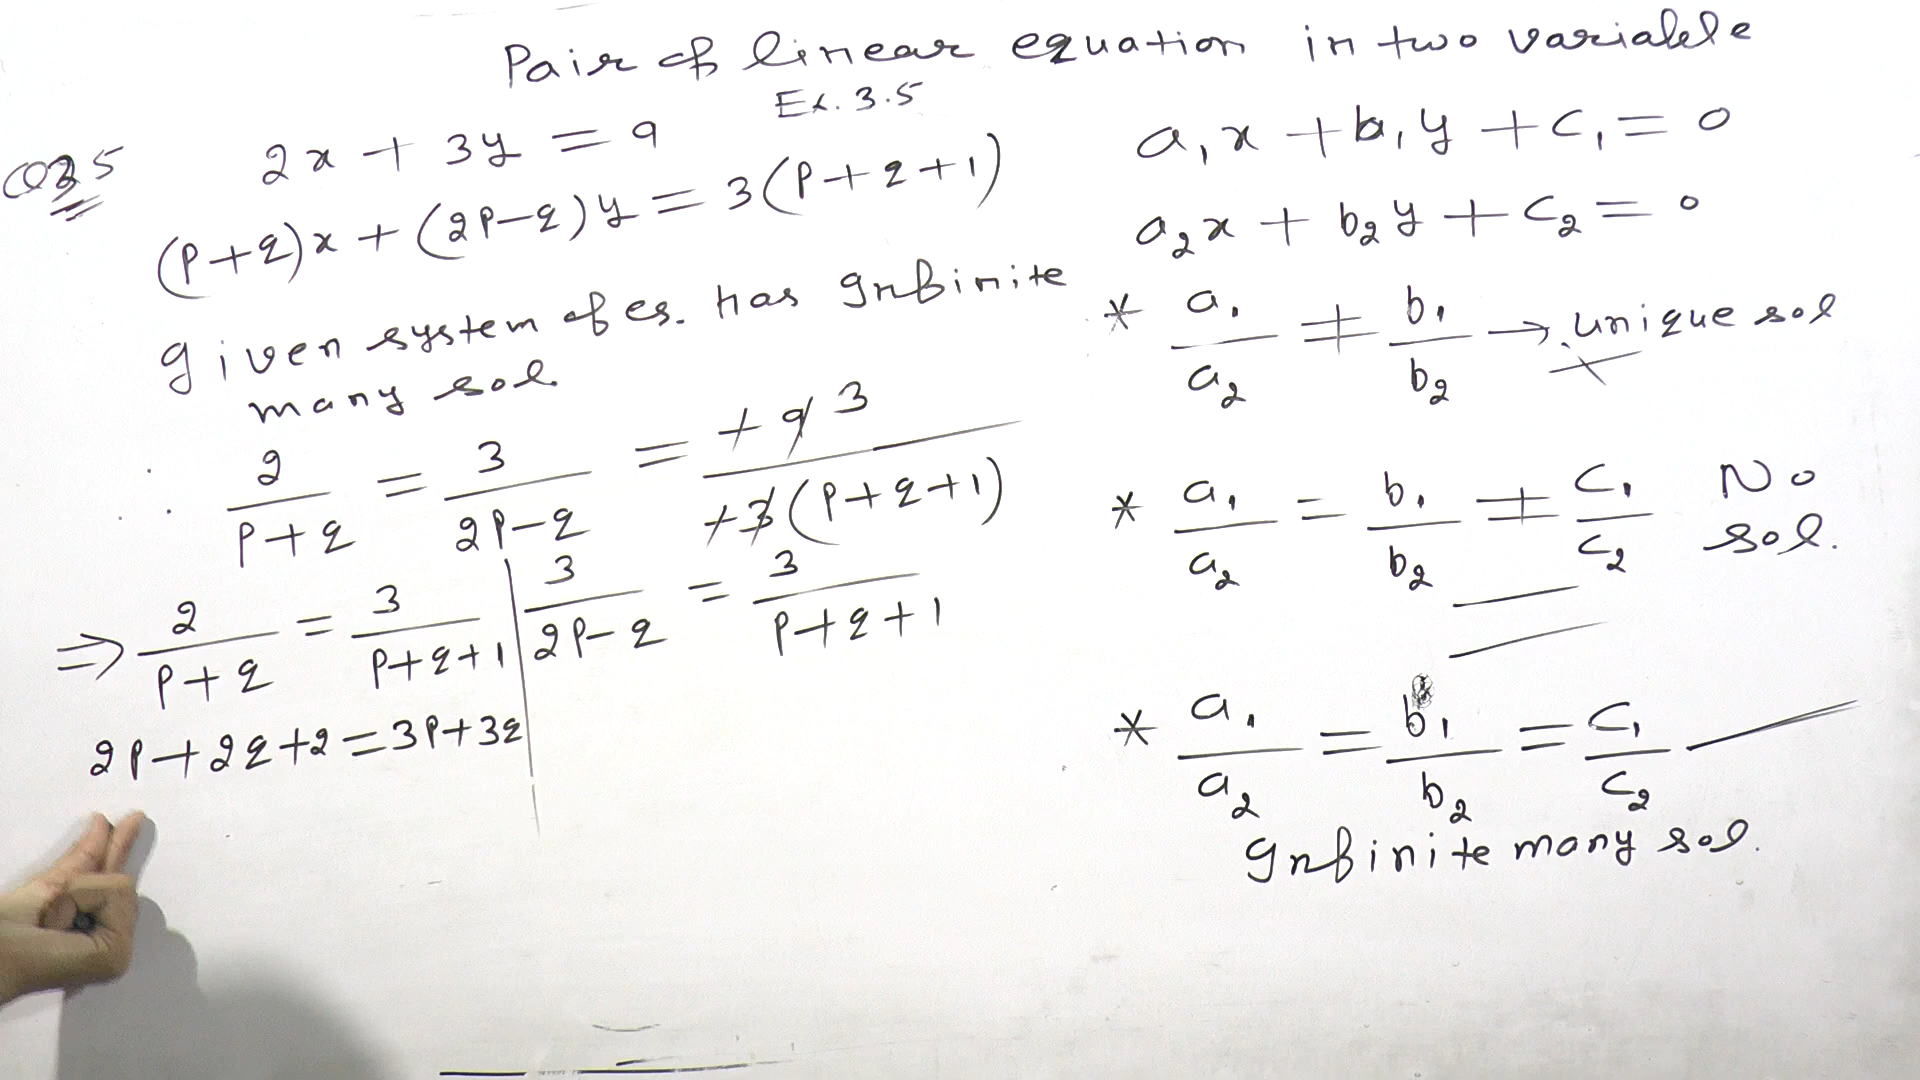 Pair of linear equation in two variable
Ex. 3.5
Q35
2x + 3y = 9
(p+q)x + (2p-q)y = 3(p+q+1)
Given system of eq. has Infinite
many sol.
∴ 2/(p+q) = 3/(2p-q) = +9 3/+3(p+q+1)
⇒ 2/(p+q) = 3/(p+q+1) | 3/(2p-q) = 3/(p+q+1)
2p+2q+2=3p+3q
a₁x + b₁y + c₁ = 0
a₂x + b₂y + c₂ = 0
* a₁/a₂ ≠ b₁/b₂ → unique sol
* a₁/a₂ = b₁/b₂ ≠ c₁/c₂ No sol.
* a₁/a₂ = b₁/b₂ = c₁/c₂
Infinite many sol.